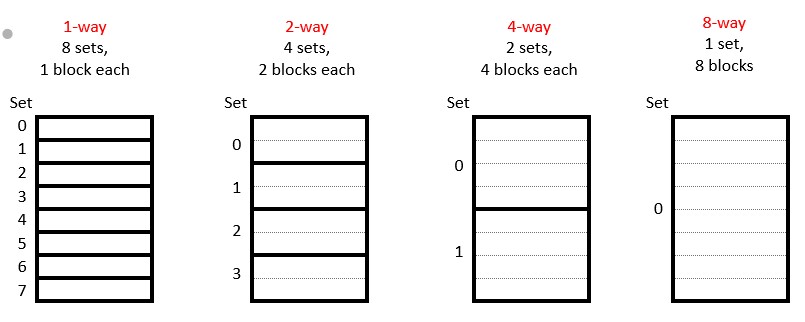 1-way
8 sets,
1 block each
2-way
4 sets,
2 blocks each
4-way
2 sets,
4 blocks each
8-way
1 set,
8 blocks
Set
0
1
2
3
4
5
6
7
Set
0
1
2
3
Set
0
1
Set
0